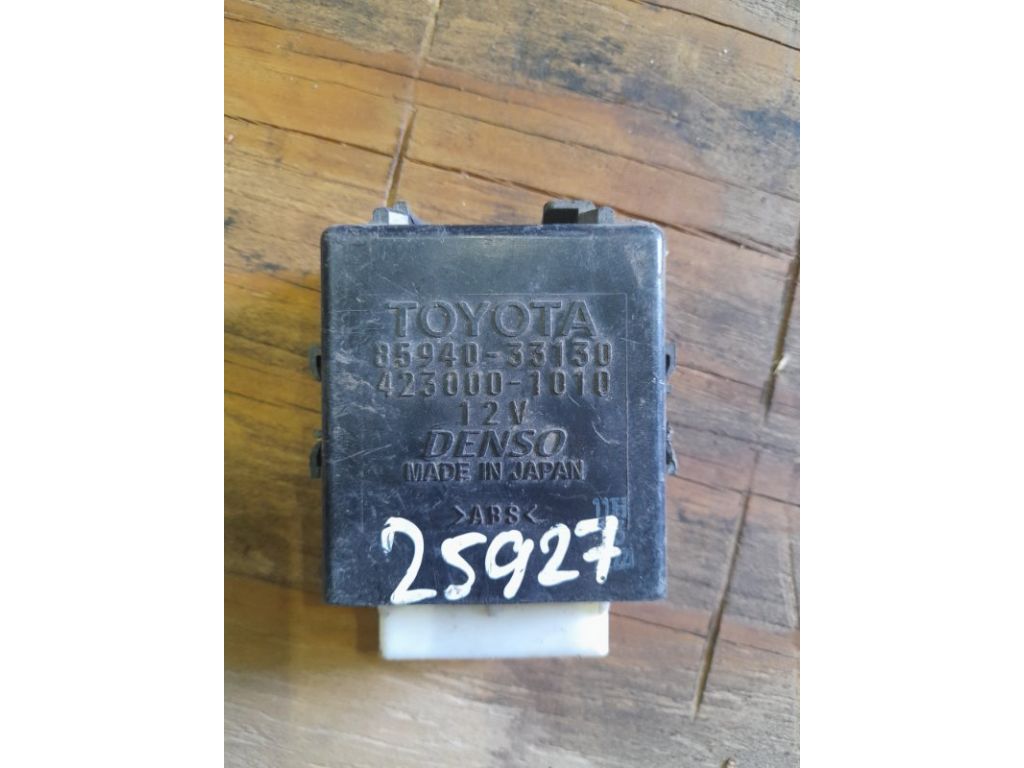 TOYOTA
85940-33130
423000-1010
12V
DENSO
MADE IN JAPAN
>ABS<
25927